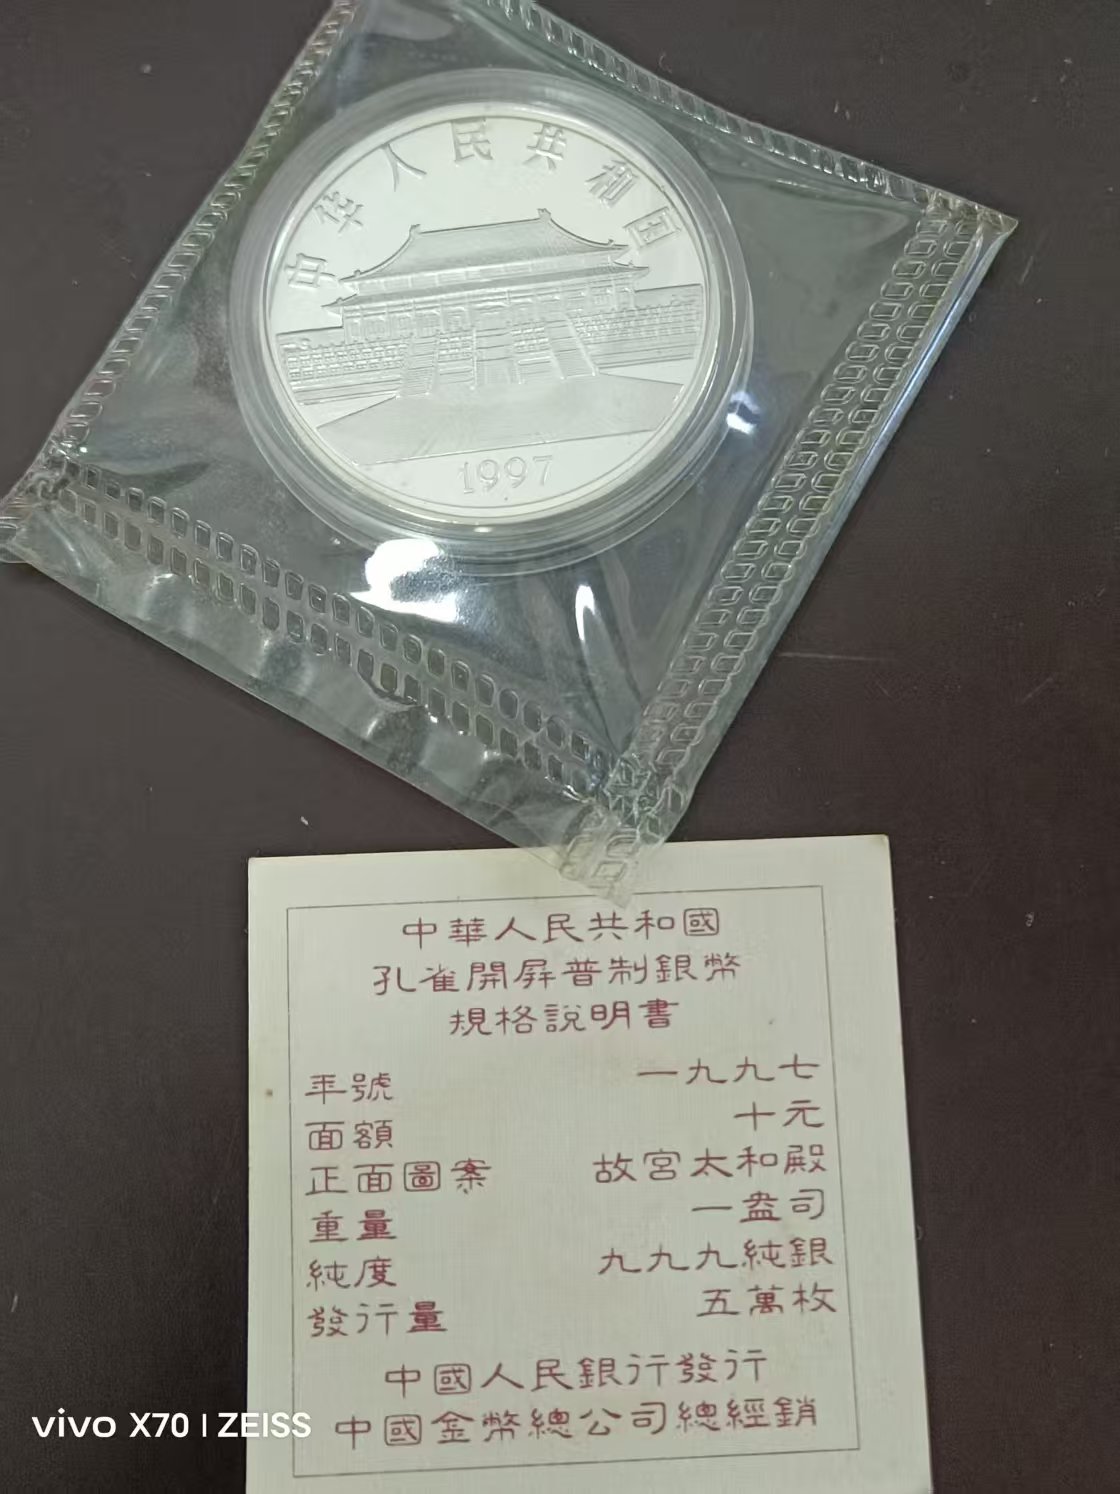 中华人民共和国
1997
中華人民共和國
孔雀開屏普制銀幣
規格說明書
年號 一九九七
面額 十元
正面圖案 故宮太和殿
重量 一盎司
純度 九九九純銀
發行量 五萬枚
中國人民銀行發行
中國金幣總公司總經銷
vivo X70 | ZEISS